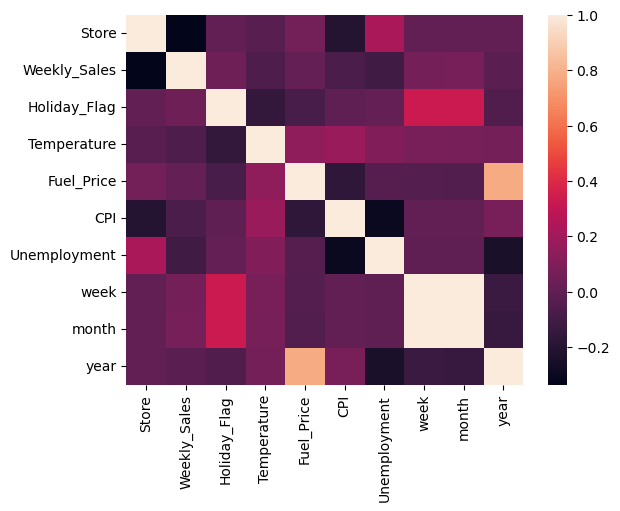 Store
Weekly_Sales
Holiday_Flag
Temperature
Fuel_Price
CPI
Unemployment
week
month
year
Store
Weekly_Sales
Holiday_Flag
Temperature
Fuel_Price
CPI
Unemployment
week
month
year
1.0
0.8
0.6
0.4
0.2
0.0
−0.2